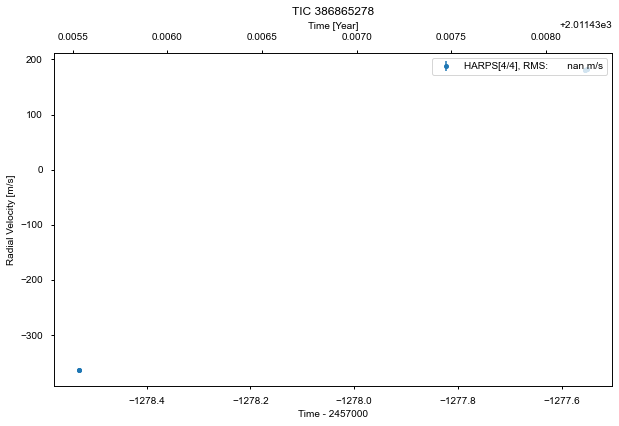 TIC 386865278
Time [Year]
+2.01143e3
0.0055 0.0060 0.0065 0.0070 0.0075 0.0080
HARPS[4/4], RMS: nan m/s
200
100
0
−100
−200
−300
Radial Velocity [m/s]
−1278.4 −1278.2 −1278.0 −1277.8 −1277.6
Time - 2457000